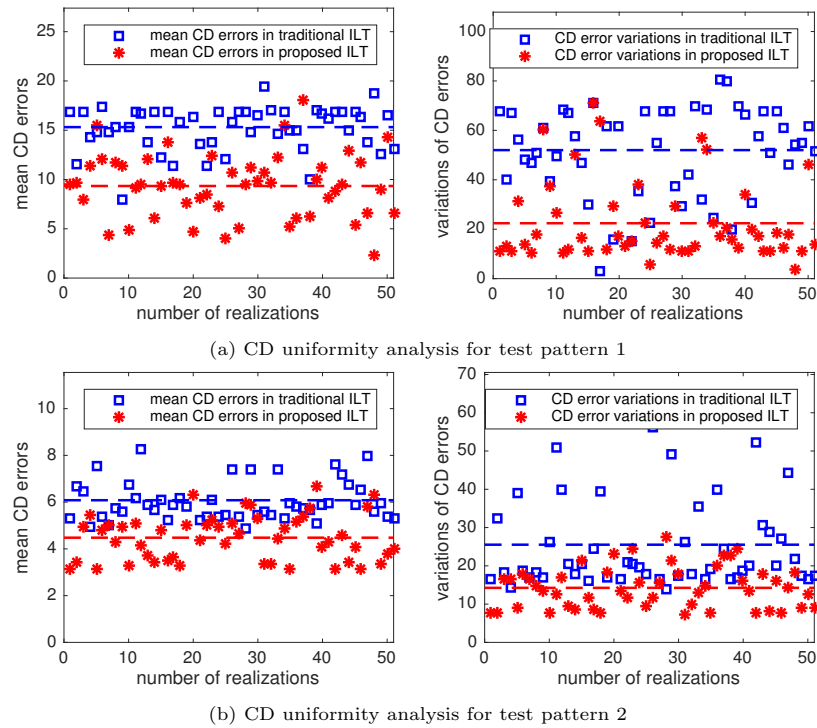 mean CD errors in traditional ILT
mean CD errors in proposed ILT
25
20
15
10
5
0
mean CD errors
0 10 20 30 40 50
number of realizations
CD error variations in traditional ILT
CD error variations in proposed ILT
100
80
60
40
20
0
variations of CD errors
0 10 20 30 40 50
number of realizations
(a) CD uniformity analysis for test pattern 1
mean CD errors in traditional ILT
mean CD errors in proposed ILT
10
8
6
4
2
0
mean CD errors
0 10 20 30 40 50
number of realizations
CD error variations in traditional ILT
CD error variations in proposed ILT
70
60
50
40
30
20
10
0
variations of CD errors
0 10 20 30 40 50
number of realizations
(b) CD uniformity analysis for test pattern 2